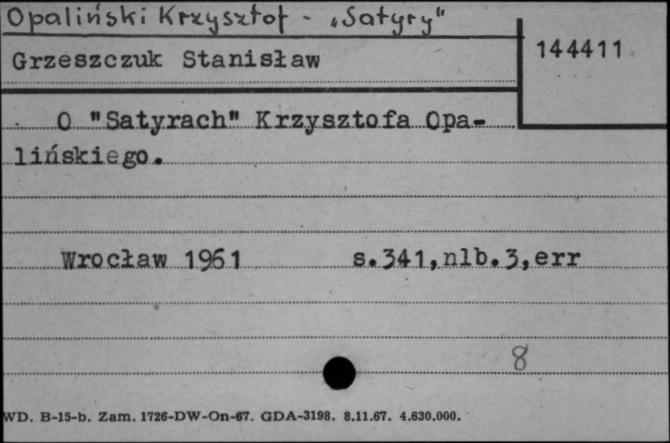 Opaliński Krzysztof - „Satyry"
144411
Grzeszczuk Stanisław
O "Satyrach" Krzysztofa Opa-
lińskiego.
Wrocław 1961 s.341,nlb.3,err
8
WD. B-15-b. Zam. 1726-DW-On-67. GDA-3198. 8.11.67. 4.630.000.